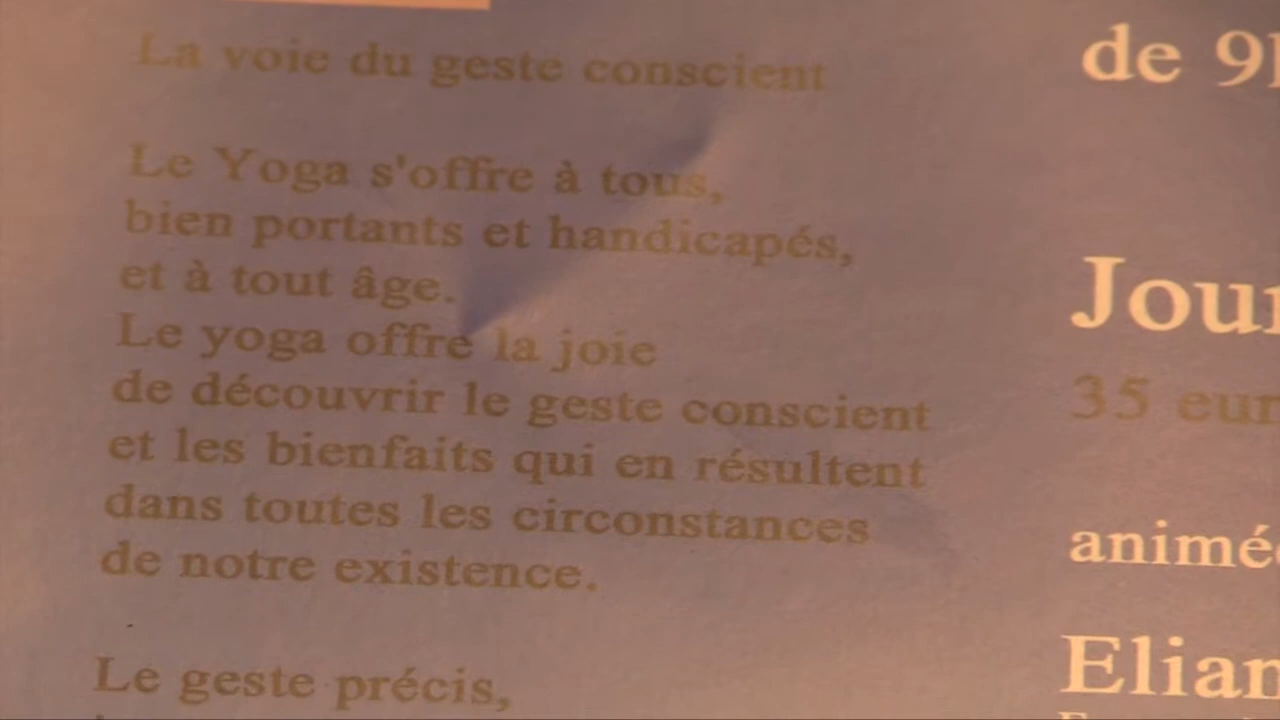 La voie du geste conscient
Le Yoga s'offre à tous,
bien portants et handicapés,
et à tout âge.
Le yoga offre la joie
de découvrir le geste conscient
et les bienfaits qui en résultent
dans toutes les circonstances
de notre existence.
Le geste précis,
de 9h
Jour
35 eur
animée
Elian